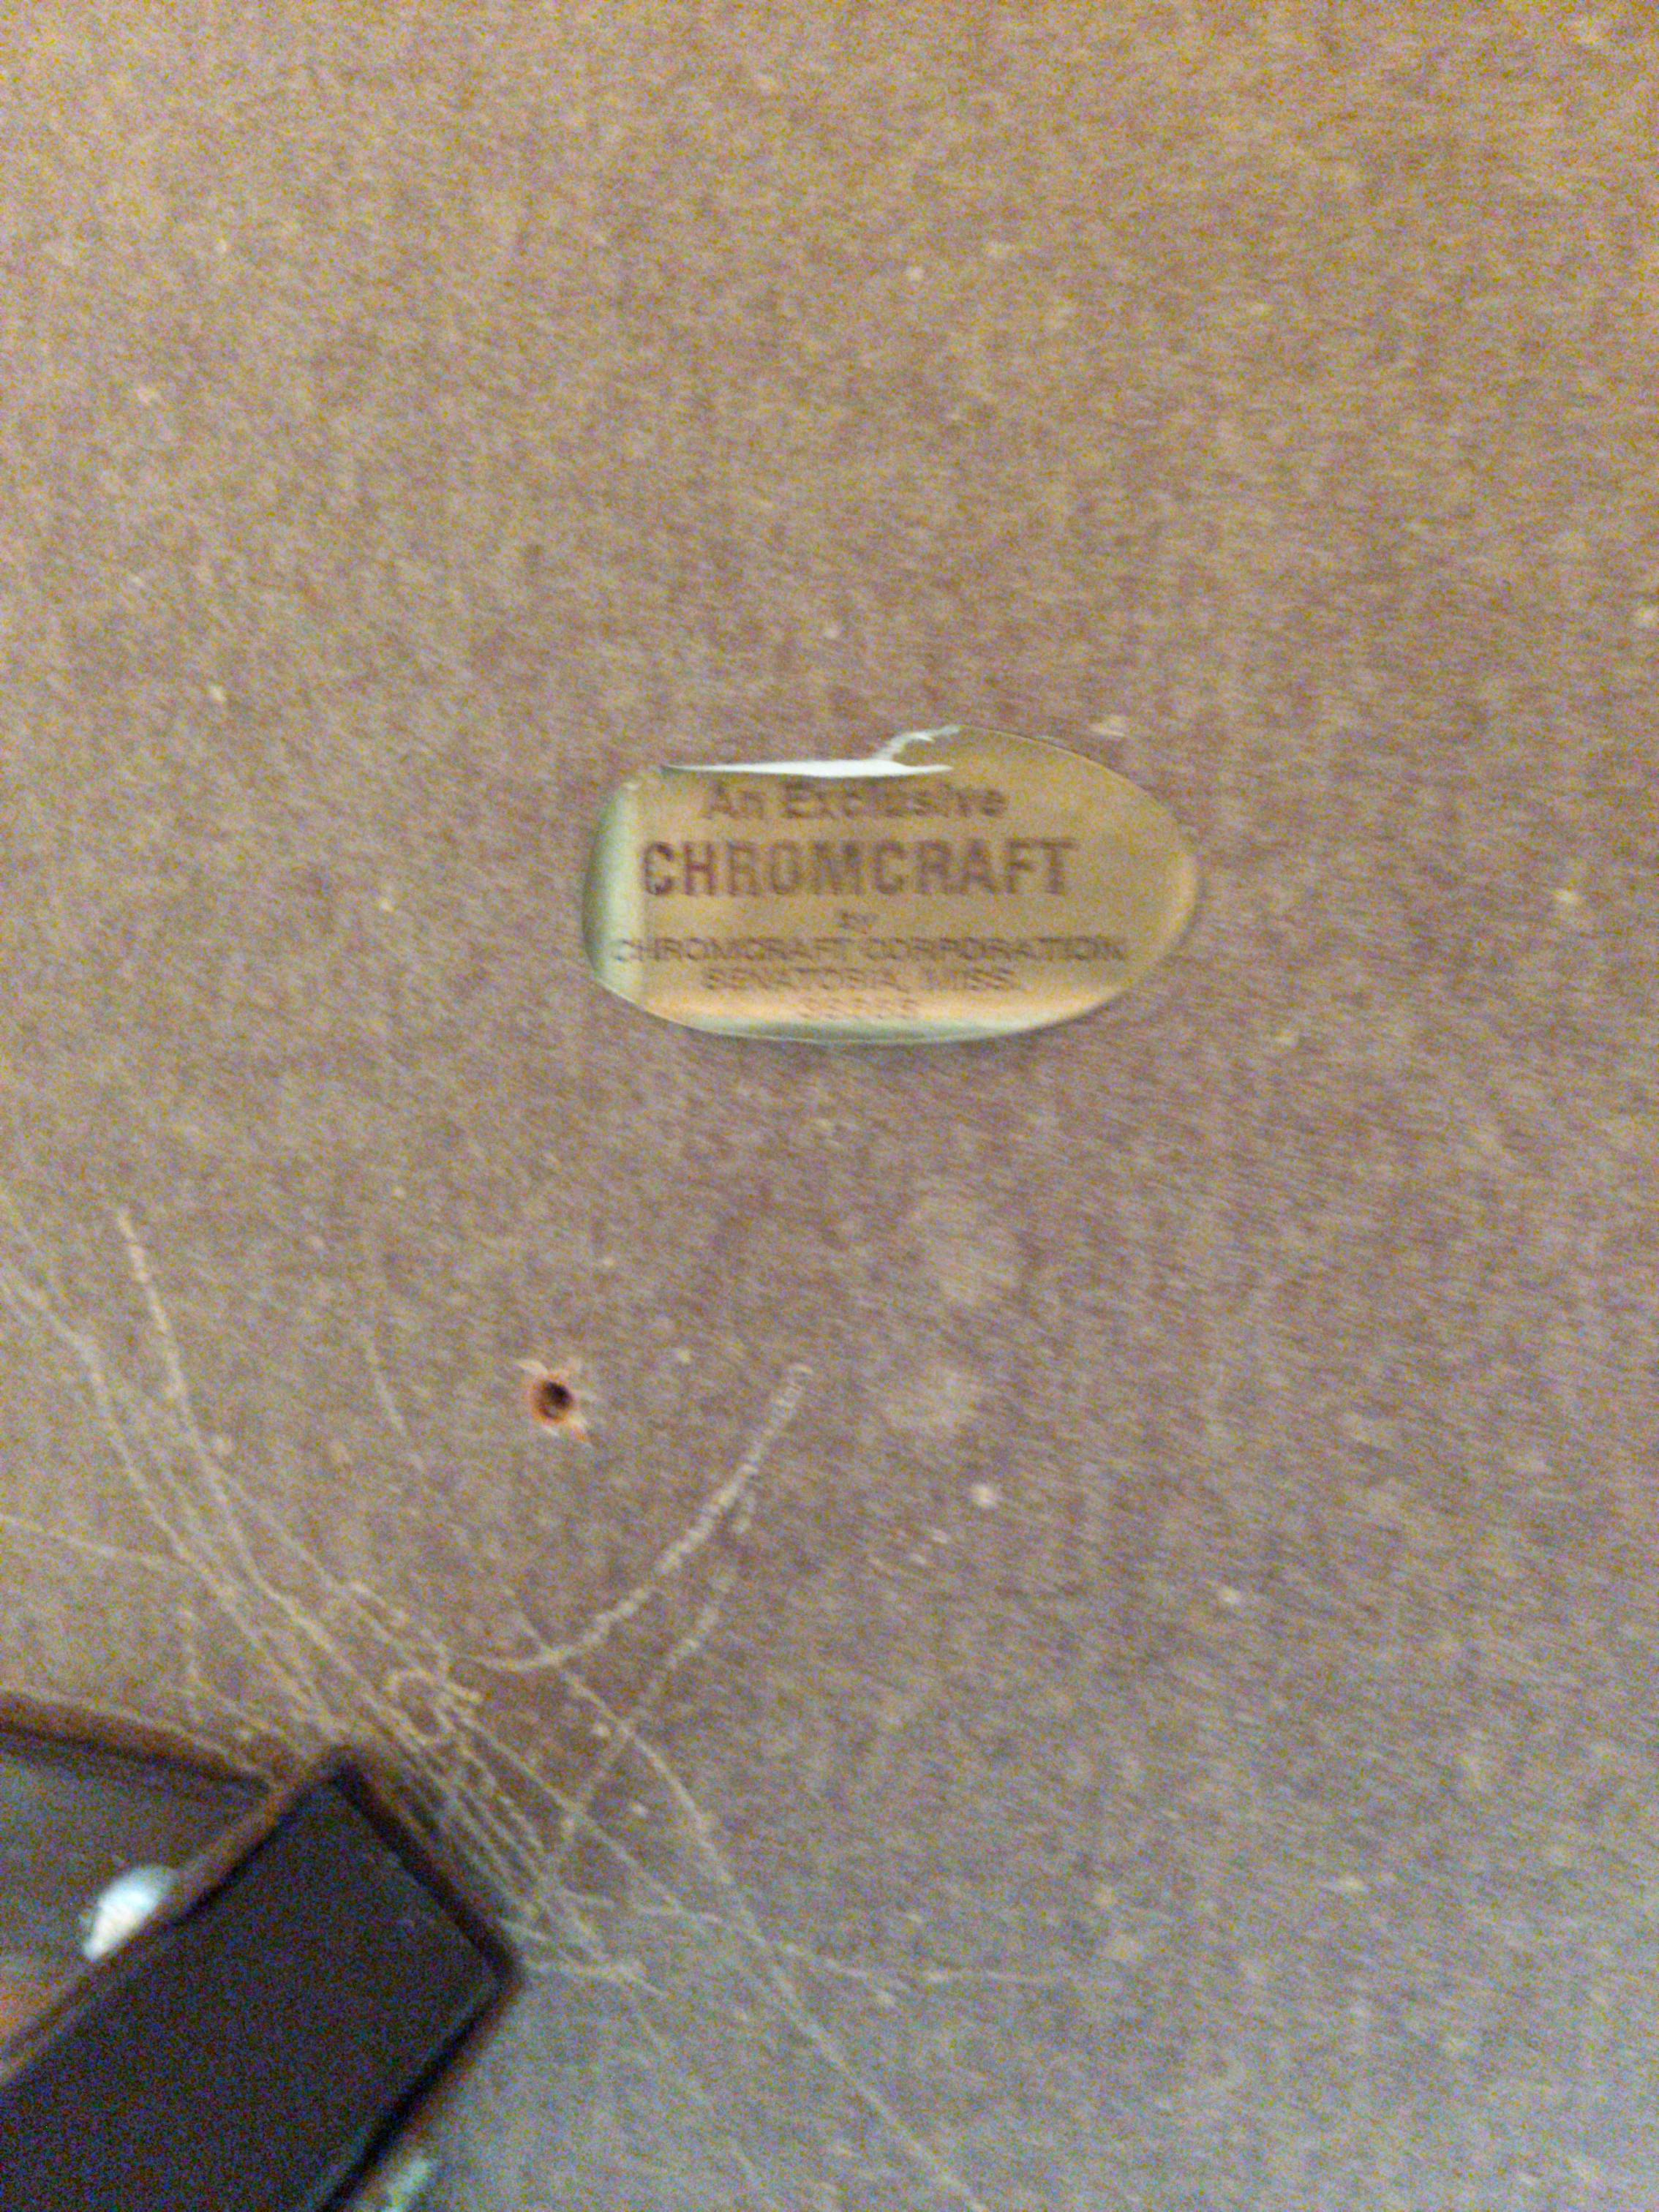 An Exclusive
CHROMCRAFT
by
CHROMCRAFT CORPORATION
SENATOBIA, MISS.